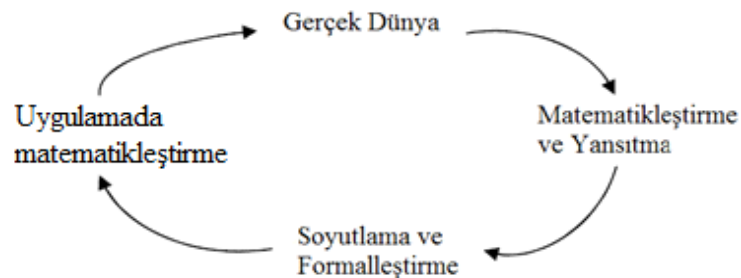 Gerçek Dünya
Matematikleştirme
ve Yansıtma
Soyutlama ve
Formalleştirme
Uygulamada
matematikleştirme